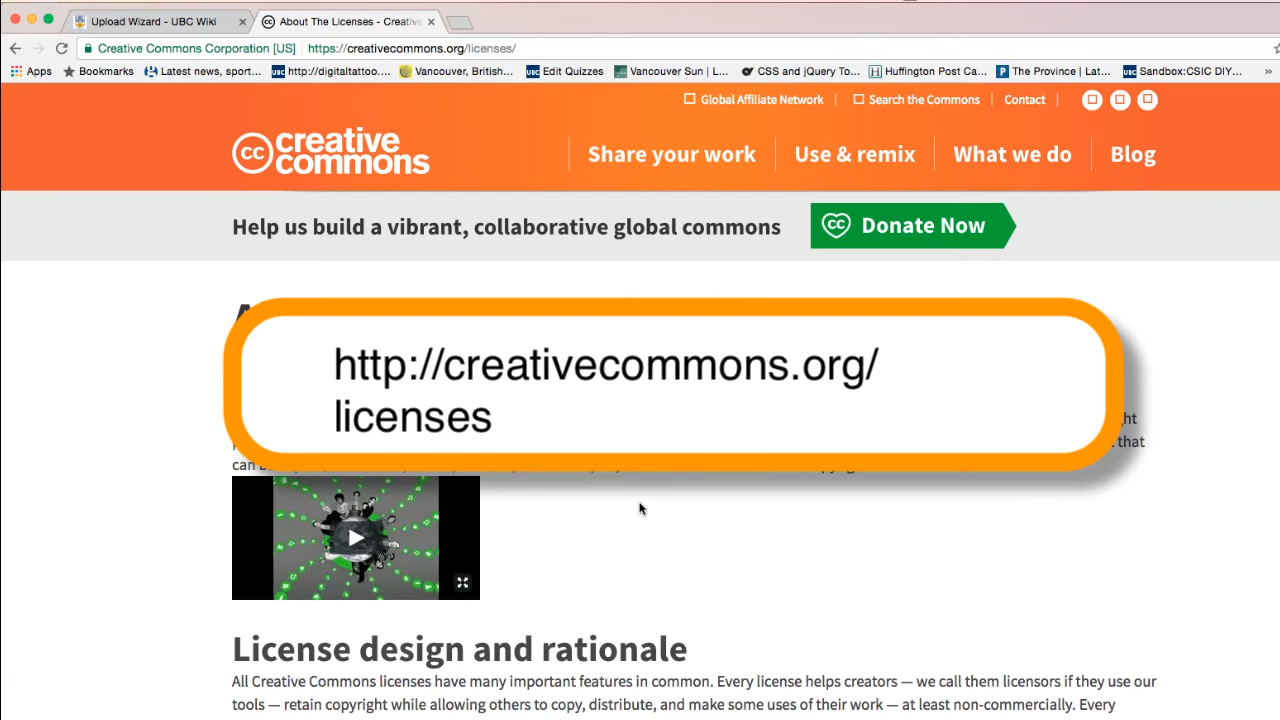 Upload Wizard - UBC Wiki
About The Licenses - Creative
Creative Commons Corporation [US]
https://creativecommons.org/licenses/
Apps
Bookmarks
Latest news, sport...
UBC http://digitaltattoo....
Vancouver, British...
UBC Edit Quizzes
Vancouver Sun | L...
CSS and jQuery To...
H Huffington Post Ca...
P The Province | Lat...
UBC Sandbox:CSIC DIY...
»
Global Affiliate Network
Search the Commons
Contact
cc creative
commons
Share your work
Use & remix
What we do
Blog
Help us build a vibrant, collaborative global commons
cc Donate Now
http://creativecommons.org/
licenses
that
can
License design and rationale
All Creative Commons licenses have many important features in common. Every license helps creators — we call them licensors if they use our
tools — retain copyright while allowing others to copy, distribute, and make some uses of their work — at least non-commercially. Every